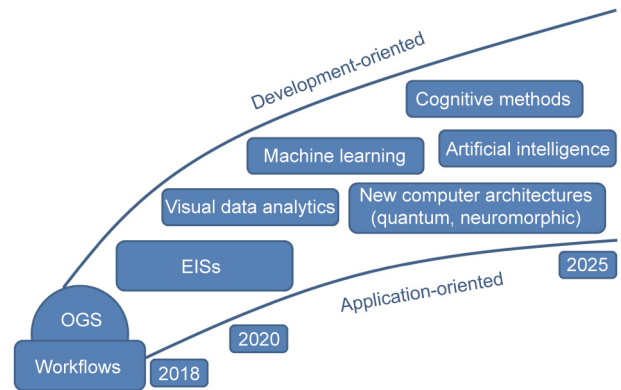 Development-oriented
Cognitive methods
Machine learning
Artificial intelligence
Visual data analytics
New computer architectures
(quantum, neuromorphic)
EISs
2025
Application-oriented
OGS
2020
Workflows
2018